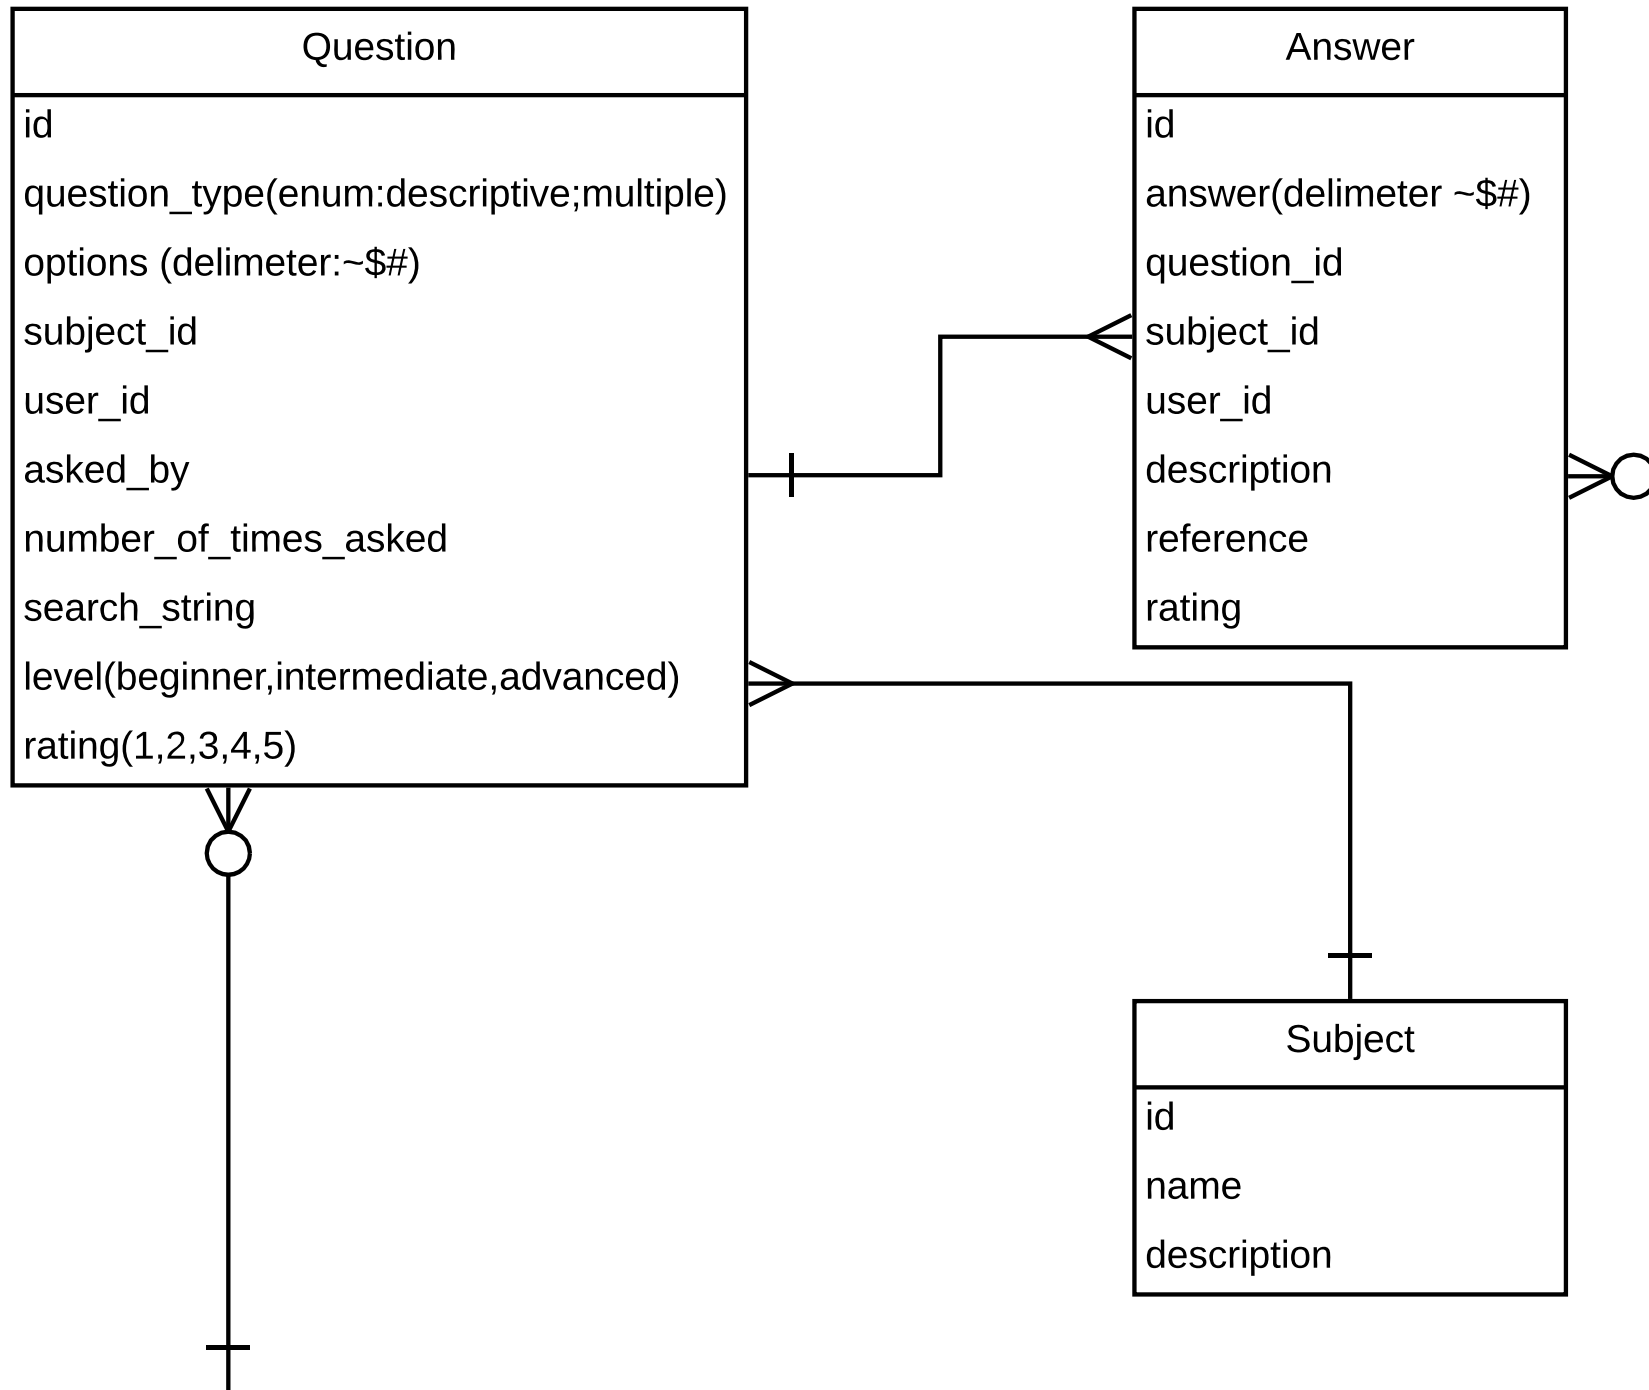 Question
id
question_type(enum:descriptive;multiple)
options (delimeter:~$#)
subject_id
user_id
asked_by
number_of_times_asked
search_string
level(beginner,intermediate,advanced)
rating(1,2,3,4,5)
Answer
id
answer(delimeter ~$#)
question_id
subject_id
user_id
description
reference
rating
Subject
id
name
description